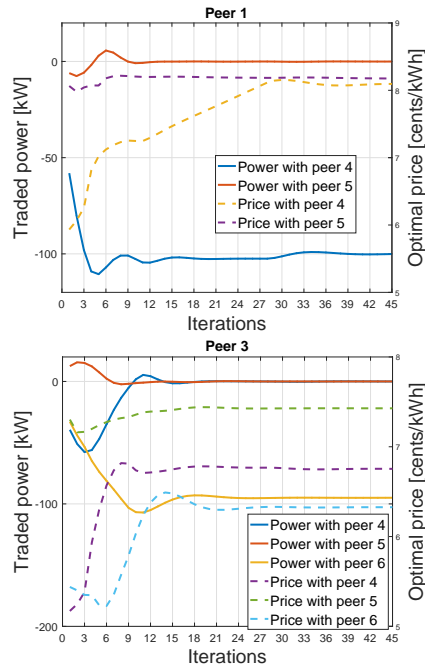 Peer 1
Traded power [kW]
0
-50
-100
Optimal price [cents/kWh]
9
8
7
6
5
Power with peer 4
Power with peer 5
Price with peer 4
Price with peer 5
0 3 6 9 12 15 18 21 24 27 30 33 36 39 42 45
Iterations
Peer 3
Traded power [kW]
0
-100
-200
Optimal price [cents/kWh]
8
7
6
5
Power with peer 4
Power with peer 5
Power with peer 6
Price with peer 4
Price with peer 5
Price with peer 6
0 3 6 9 12 15 18 21 24 27 30 33 36 39 42 45
Iterations